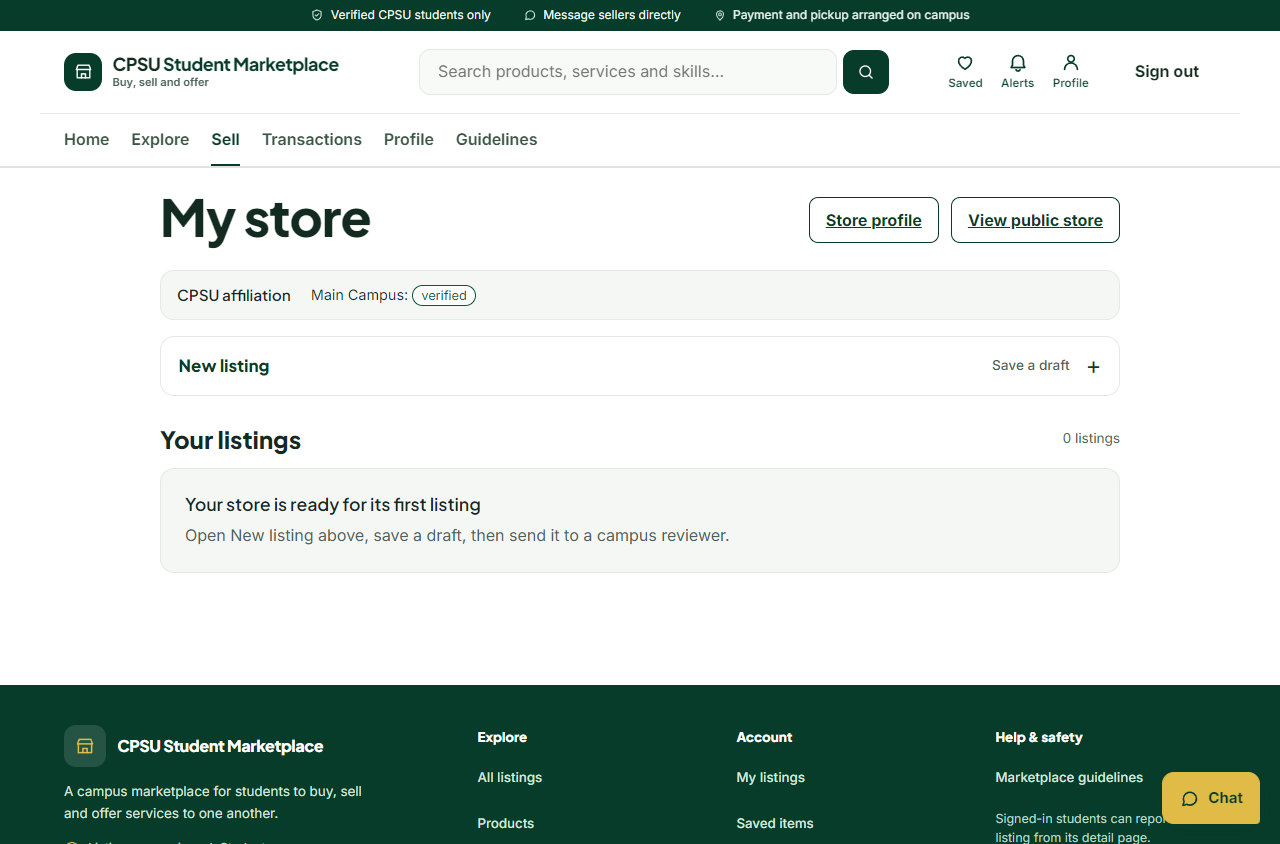 Verified CPSU students only
Message sellers directly
Payment and pickup arranged on campus
CPSU Student Marketplace
Buy, sell and offer
Search products, services and skills...
Saved
Alerts
Profile
Sign out
Home
Explore
Sell
Transactions
Profile
Guidelines
My store
Store profile
View public store
CPSU affiliation
Main Campus: verified
New listing
Save a draft
+
Your listings
0 listings
Your store is ready for its first listing
Open New listing above, save a draft, then send it to a campus reviewer.
CPSU Student Marketplace
A campus marketplace for students to buy, sell
and offer services to one another.
Explore
All listings
Products
Account
My listings
Saved items
Help & safety
Marketplace guidelines
Signed-in students can
listing from its detail page.
Chat